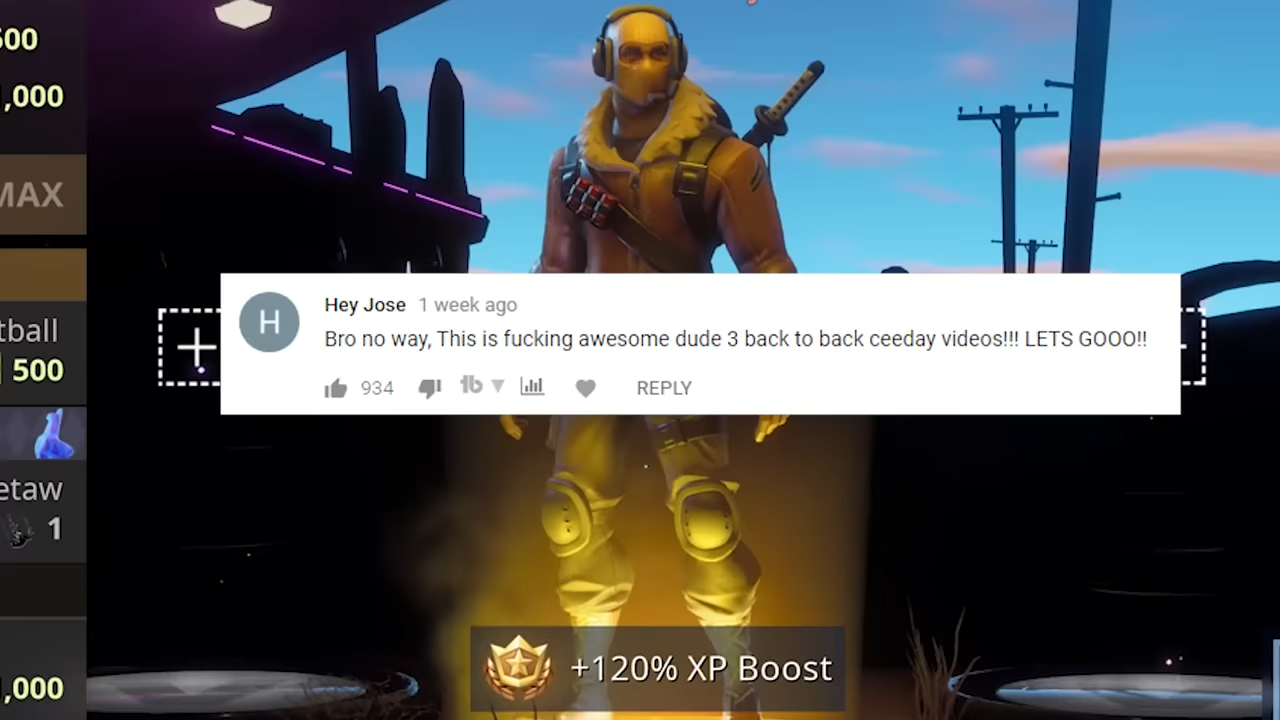 500
,000
MAX
H
Hey Jose 1 week ago
Bro no way, This is fucking awesome dude 3 back to back ceeday videos!!! LETS GOOO!!
934 REPLY
tball
500
etaw
1
+120% XP Boost
,000